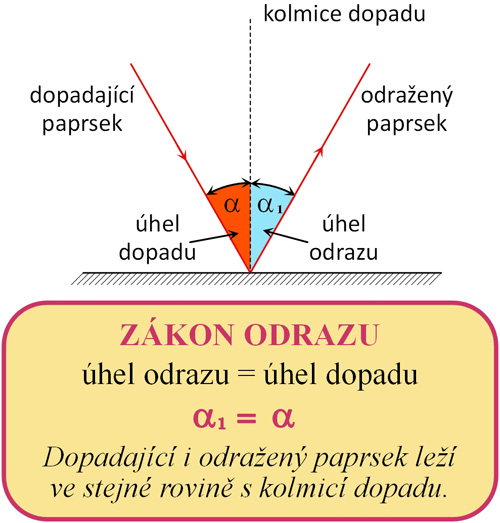 kolmice dopadu
dopadající
paprsek
odražený
paprsek
α
α₁
úhel
dopadu
úhel
odrazu
ZÁKON ODRAZU
úhel odrazu = úhel dopadu
α₁ = α
Dopadající i odražený paprsek leží
ve stejné rovině s kolmicí dopadu.